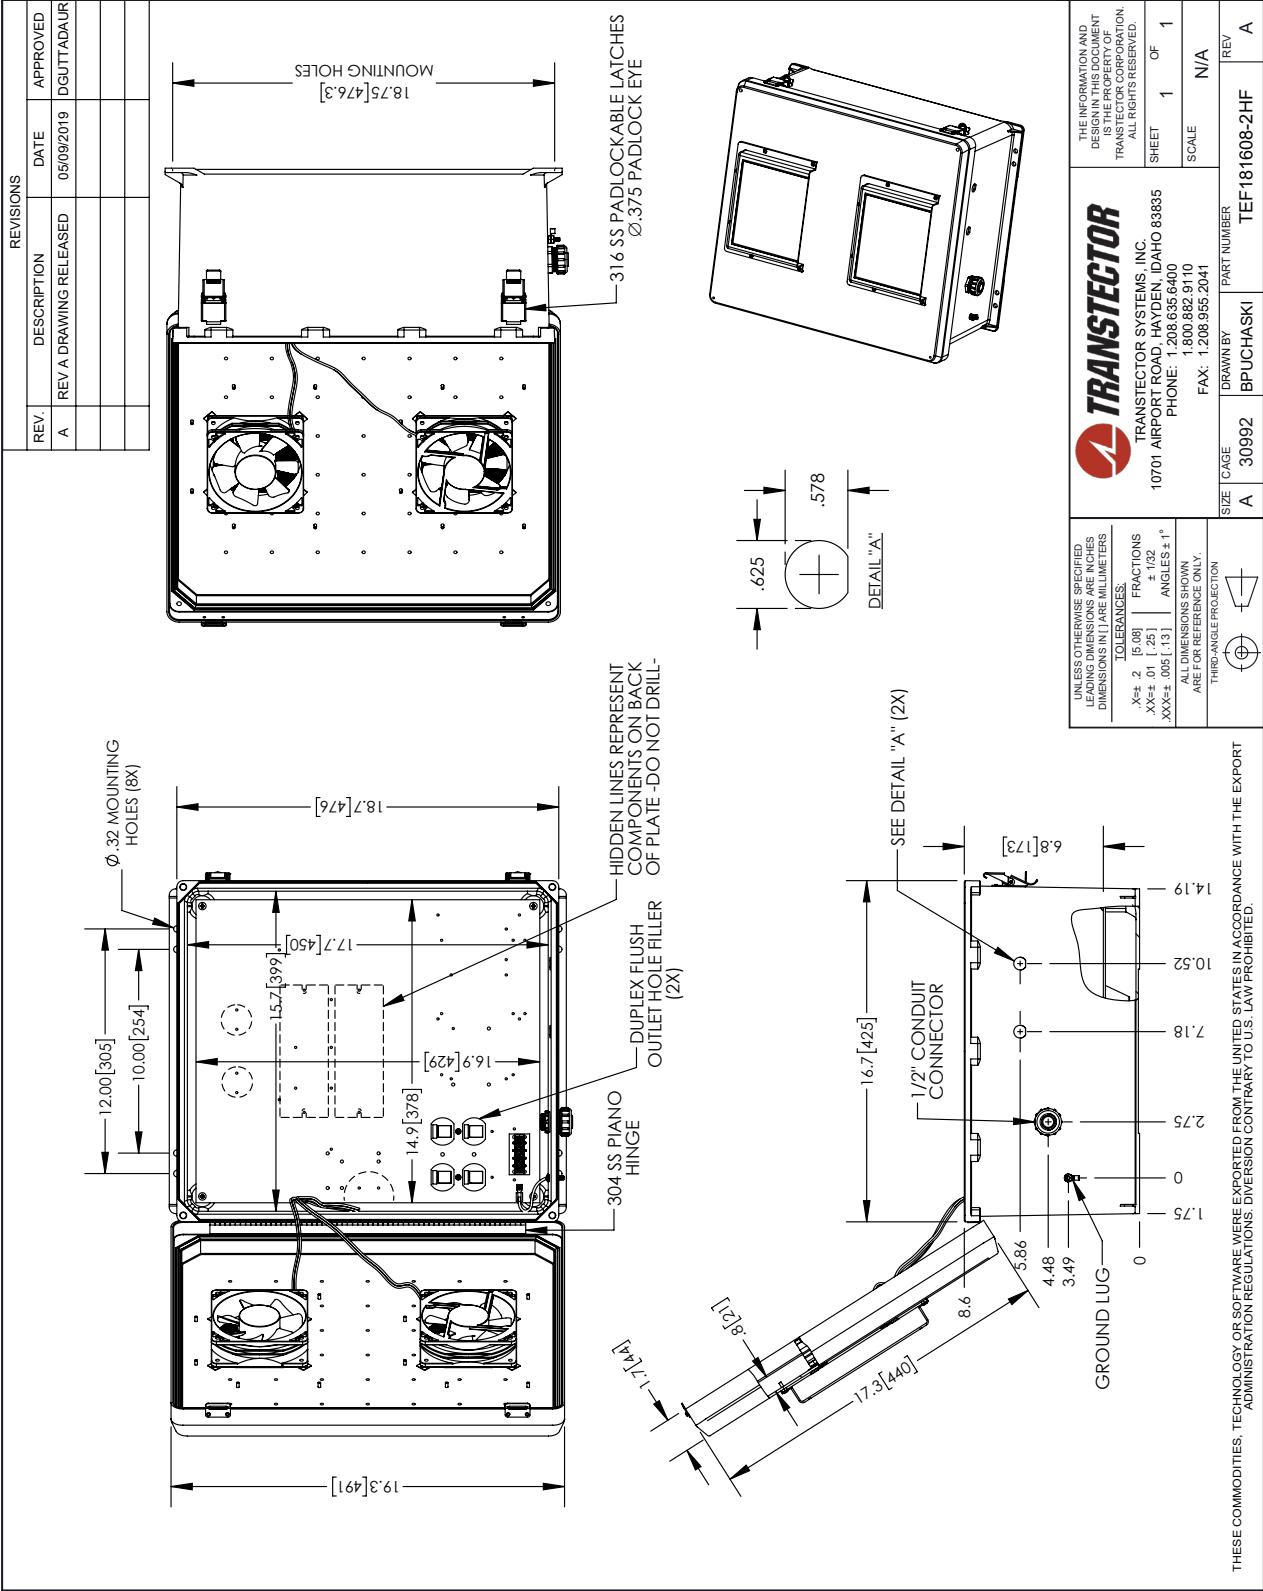 REVISIONS
REV. DESCRIPTION DATE APPROVED
A REV A DRAWING RELEASED 05/09/2019 DGUTTADAUR
18.75[476.3]
MOUNTING HOLES
316 SS PADLOCKABLE LATCHES
Ø.375 PADLOCK EYE
Ø.32 MOUNTING
HOLES (8X)
12.00[305]
10.00[254]
18.7[476]
17.7[450]
15.7[399]
16.9[429]
14.9[378]
19.3[491]
HIDDEN LINES REPRESENT
COMPONENTS ON BACK
OF PLATE -DO NOT DRILL-
DUPLEX FLUSH
OUTLET HOLE FILLER
(2X)
304 SS PIANO
HINGE
.625
.578
DETAIL "A"
SEE DETAIL "A" (2X)
16.7[425]
6.8[173]
1/2" CONDUIT
CONNECTOR
GROUND LUG
1.7[44]
.8[21]
17.3[440]
8.6
5.86
4.48
3.49
0
1.75
0
2.75
7.18
10.52
14.19
UNLESS OTHERWISE SPECIFIED
LEADING DIMENSIONS ARE INCHES
DIMENSIONS IN [ ] ARE MILLIMETERS
TOLERANCES:
.X=± .2 [5.08] FRACTIONS
.XX=± .01 [ .25 ] ± 1/32
.XXX=± .005 [ .13 ] ANGLES ± 1°
ALL DIMENSIONS SHOWN
ARE FOR REFERENCE ONLY.
THIRD-ANGLE PROJECTION
TRANSTECTOR
TRANSTECTOR SYSTEMS, INC.
10701 AIRPORT ROAD, HAYDEN, IDAHO 83835
PHONE: 1.208.635.6400
1.800.882.9110
FAX: 1.208.955.2041
THE INFORMATION AND
DESIGN IN THIS DOCUMENT
IS THE PROPERTY OF
TRANSTECTOR CORPORATION.
ALL RIGHTS RESERVED.
SHEET 1 OF 1
SCALE N/A
SIZE A
CAGE 30992
DRAWN BY BPUCHASKI
PART NUMBER TEF181608-2HF
REV A
THESE COMMODITIES, TECHNOLOGY OR SOFTWARE WERE EXPORTED FROM THE UNITED STATES IN ACCORDANCE WITH THE EXPORT
ADMINISTRATION REGULATIONS. DIVERSION CONTRARY TO U.S. LAW PROHIBITED.